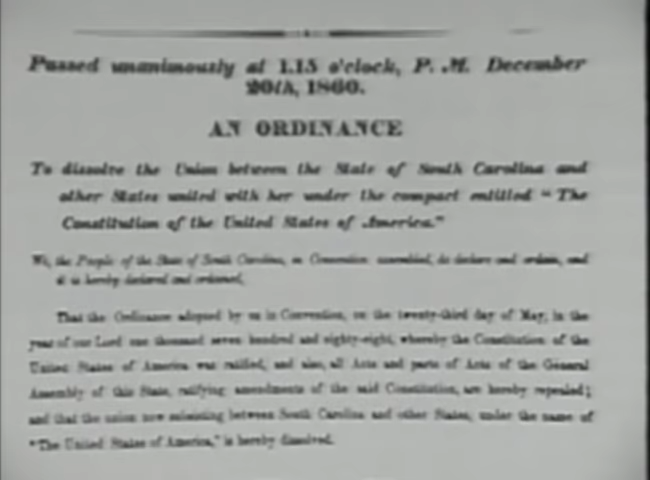 Passed unanimously at 1.15 o'clock, P. M. December
20th, 1860.
AN ORDINANCE
To dissolve the Union between the State of South Carolina and
other States united with her under the compact entitled "The
Constitution of the United States of America."
We, the People of the State of South Carolina, in Convention assembled, do declare and ordain, and
it is hereby declared and ordained,
That the Ordinance adopted by us in Convention, on the twenty-third day of May, in the
year of our Lord one thousand seven hundred and eighty-eight, whereby the Constitution of the
United States of America was ratified, and also, all Acts and parts of Acts of the General
Assembly of this State, ratifying amendments of the said Constitution, are hereby repealed;
and that the union now subsisting between South Carolina and other States, under the name of
"The United States of America," is hereby dissolved.